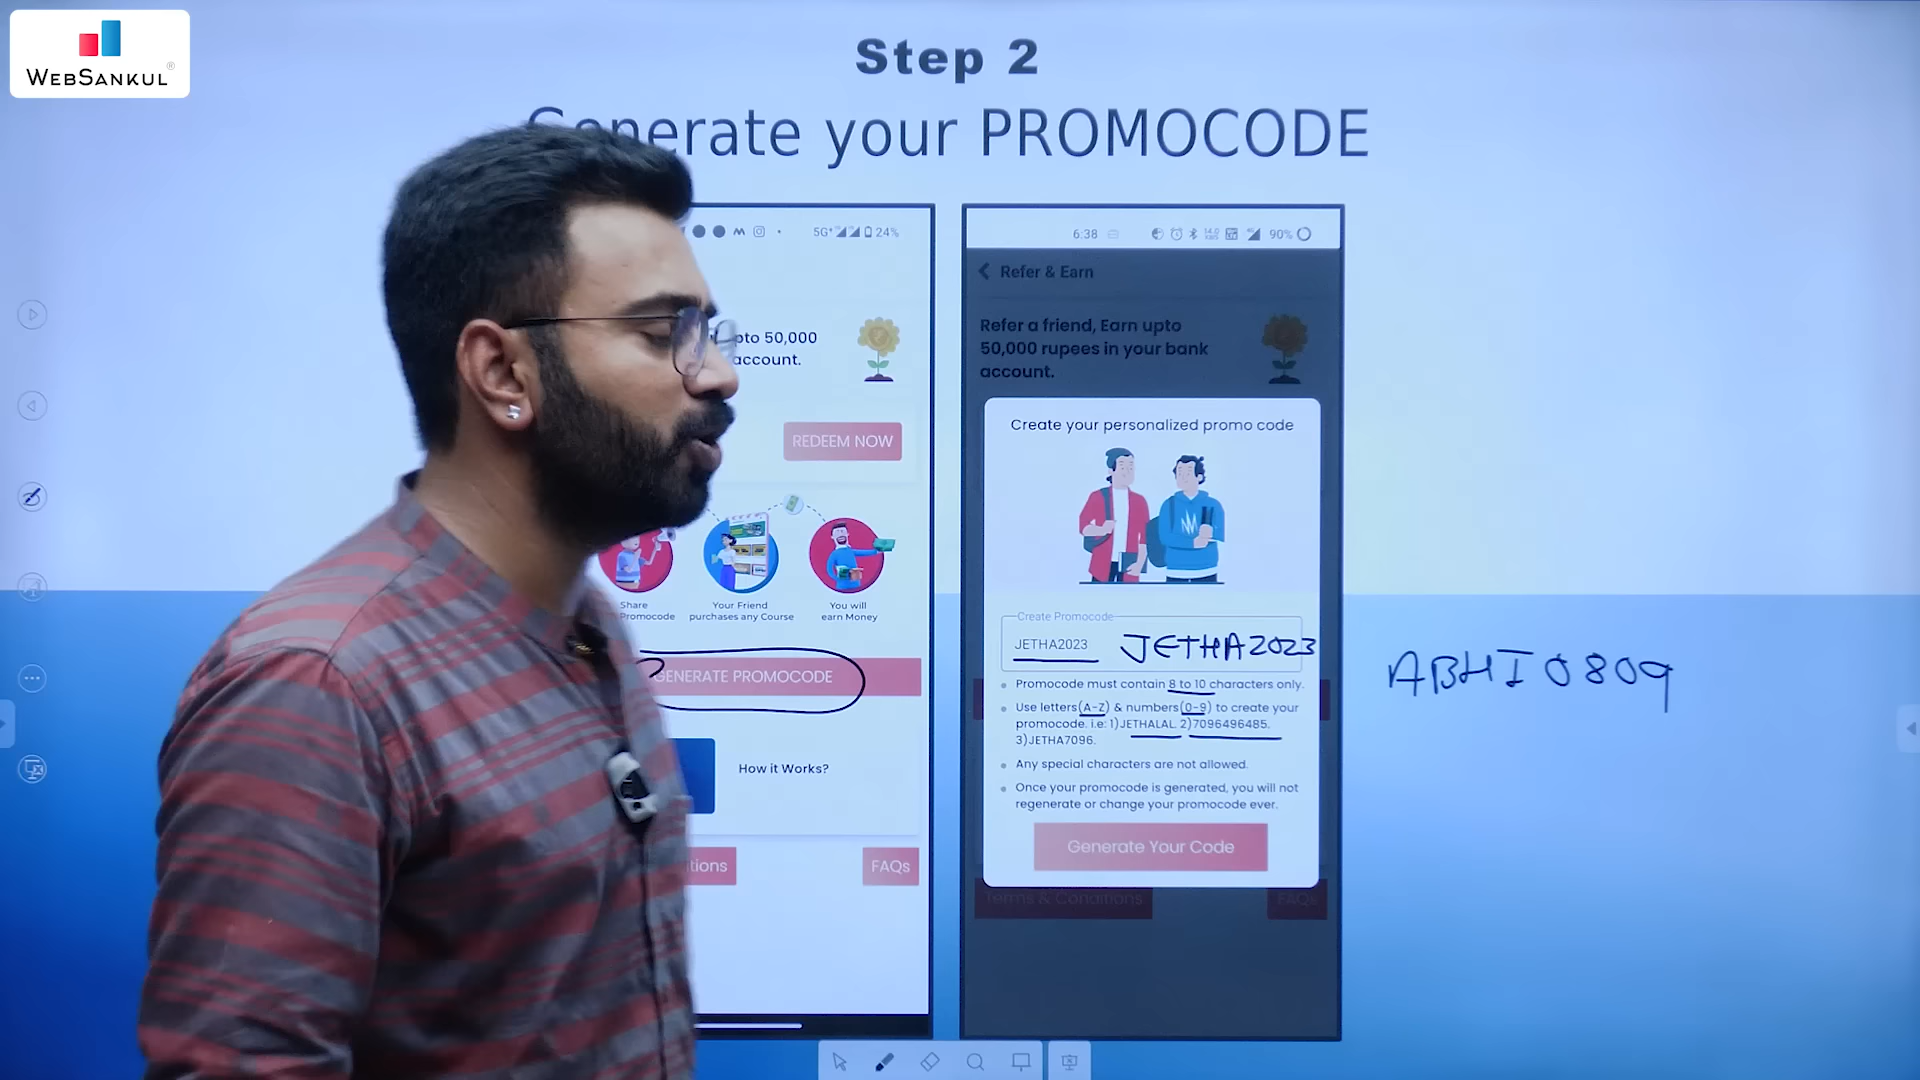 WEBSANKUL®
Step 2
Generate your PROMOCODE
5G+ 24%
pto 50,000
account.
REDEEM NOW
Share
Promocode
Your Friend
purchases any Course
You will
earn Money
GENERATE PROMOCODE
How it Works?
itions
FAQs
6:38
90%
Refer & Earn
Refer a friend, Earn upto
50,000 rupees in your bank
account.
Create your personalized promo code
Create Promocode
JETHA2023 JETHA2023
Promocode must contain 8 to 10 characters only.
Use letters(A-Z) & numbers(0-9) to create your
promocode. i.e: 1)JETHALAL. 2)7096496485.
3)JETHA7096.
Any special characters are not allowed.
Once your promocode is generated, you will not
regenerate or change your promocode ever.
Generate Your Code
Terms & Conditions
FAQs
ABHI0809